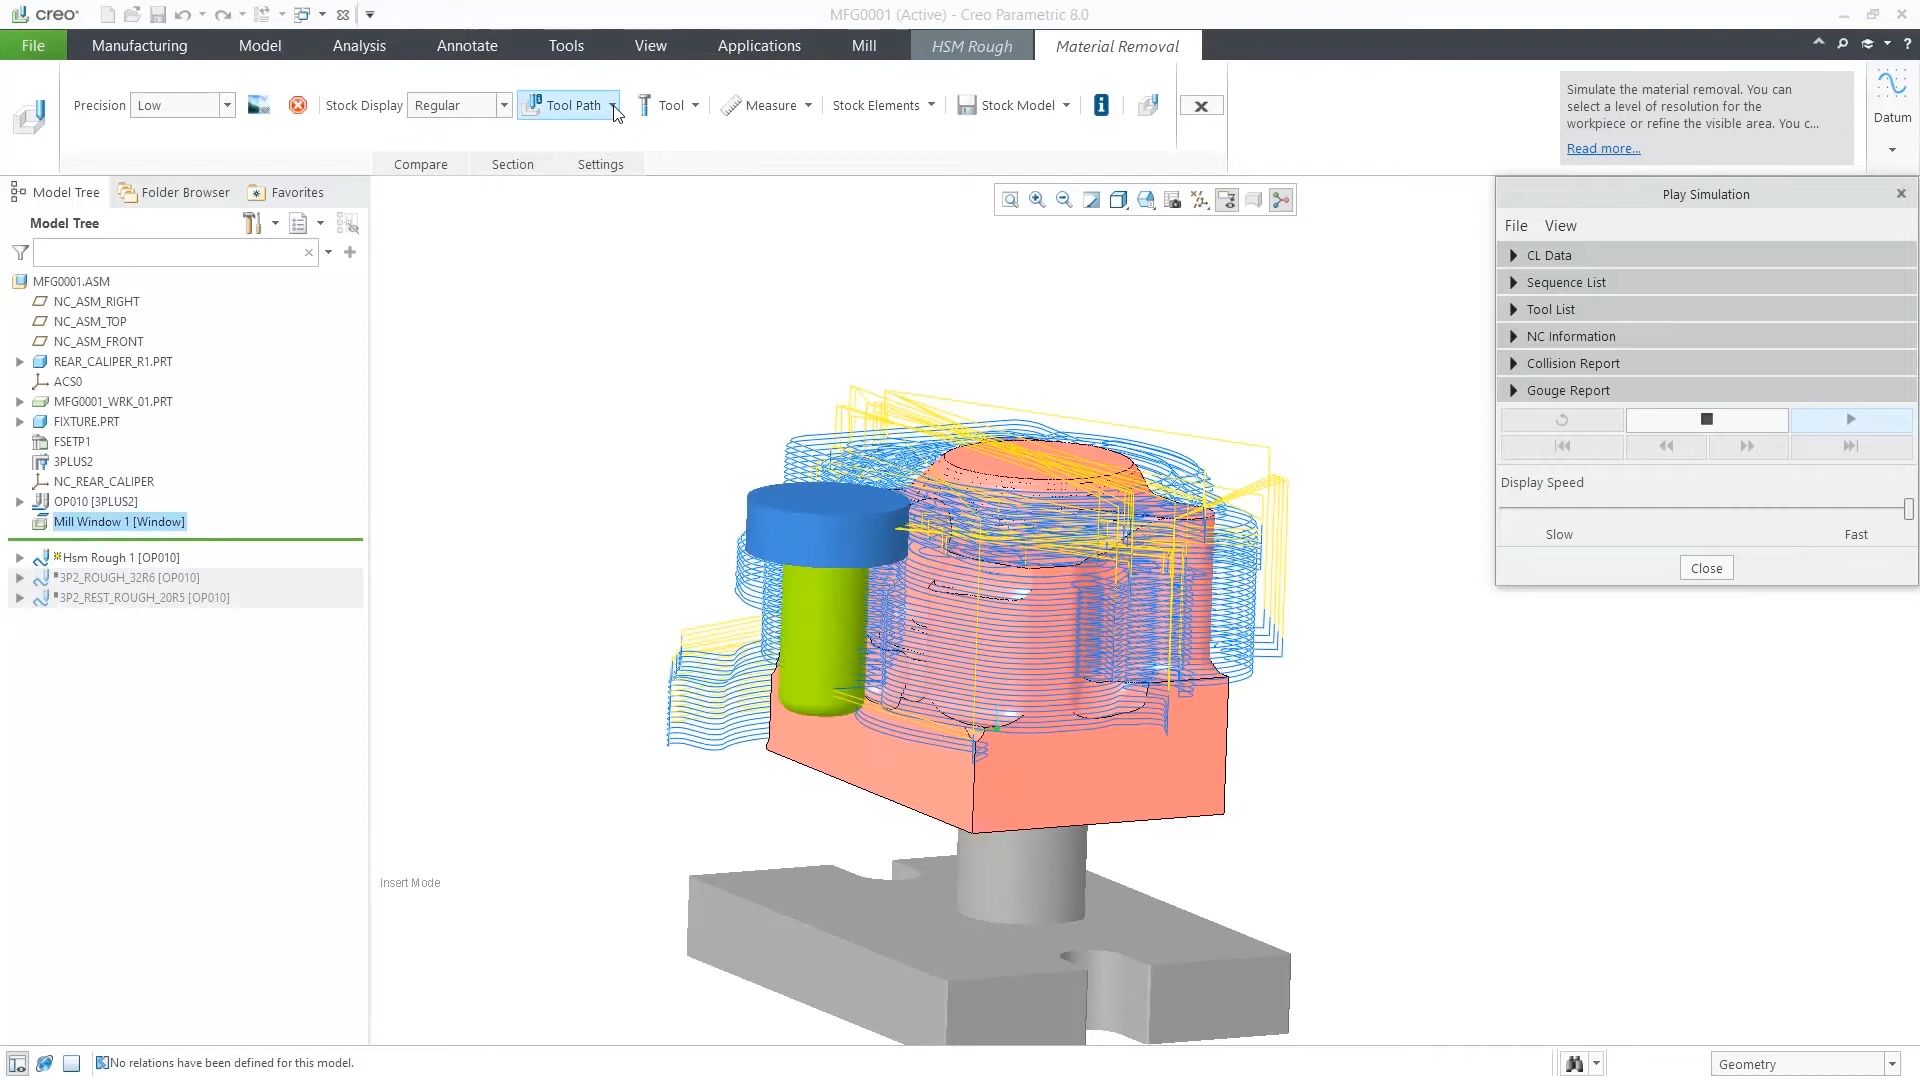 creo®
MFG0001 (Active) - Creo Parametric 8.0
File
Manufacturing
Model
Analysis
Annotate
Tools
View
Applications
Mill
HSM Rough
Material Removal
Precision
Low
Stock Display
Regular
Tool Path
Tool
Measure
Stock Elements
Stock Model
Simulate the material removal. You can
select a level of resolution for the
workpiece or refine the visible area. You c...
Read more...
Datum
Compare
Section
Settings
Model Tree
Folder Browser
Favorites
Model Tree
MFG0001.ASM
NC_ASM_RIGHT
NC_ASM_TOP
NC_ASM_FRONT
REAR_CALIPER_R1.PRT
ACS0
MFG0001_WRK_01.PRT
FIXTURE.PRT
FSETP1
3PLUS2
NC_REAR_CALIPER
OP010 [3PLUS2]
Mill Window 1 [Window]
Hsm Rough 1 [OP010]
3P2_ROUGH_32R6 [OP010]
3P2_REST_ROUGH_20R5 [OP010]
Insert Mode
Play Simulation
File
View
CL Data
Sequence List
Tool List
NC Information
Collision Report
Gouge Report
Display Speed
Slow
Fast
Close
No relations have been defined for this model.
Geometry